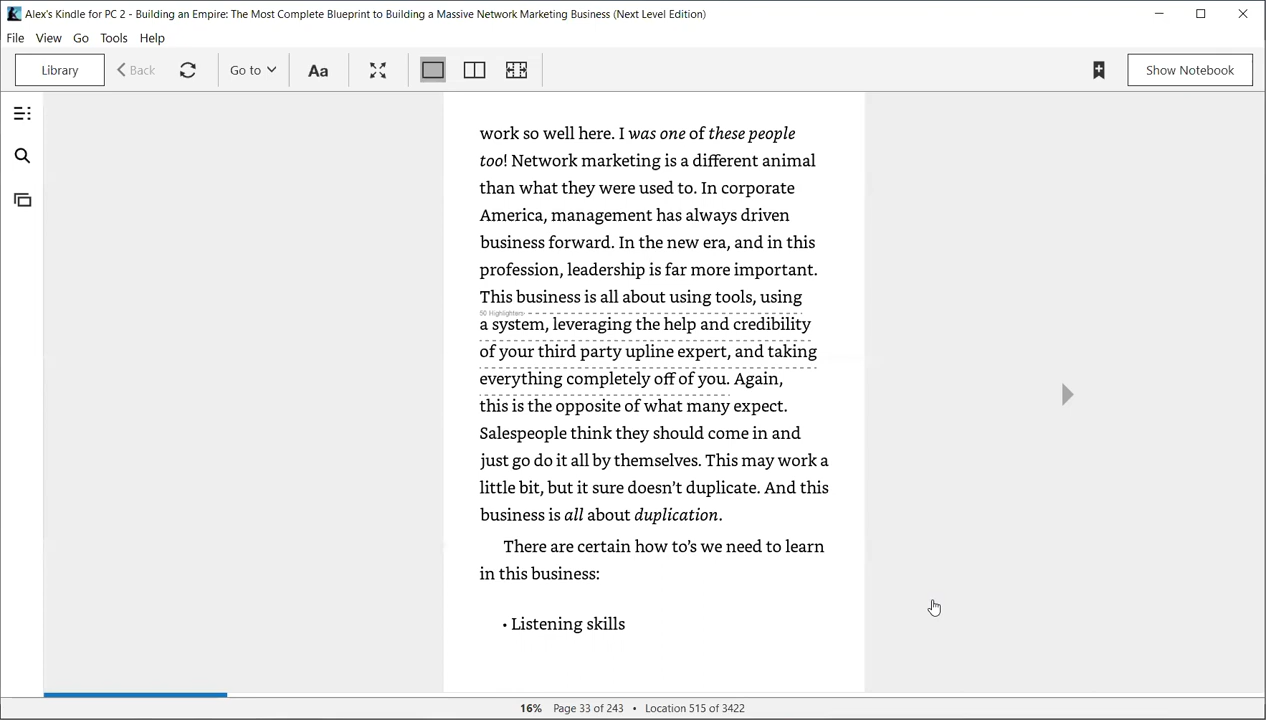 Alex's Kindle for PC 2 - Building an Empire: The Most Complete Blueprint to Building a Massive Network Marketing Business (Next Level Edition)
File View Go Tools Help
Library Back Go to Aa Show Notebook
work so well here. I was one of these people
too! Network marketing is a different animal
than what they were used to. In corporate
America, management has always driven
business forward. In the new era, and in this
profession, leadership is far more important.
This business is all about using tools, using
50 Highlighters
a system, leveraging the help and credibility
of your third party upline expert, and taking
everything completely off of you. Again,
this is the opposite of what many expect.
Salespeople think they should come in and
just go do it all by themselves. This may work a
little bit, but it sure doesn't duplicate. And this
business is all about duplication.
There are certain how to's we need to learn
in this business:
• Listening skills
16% Page 33 of 243 • Location 515 of 3422